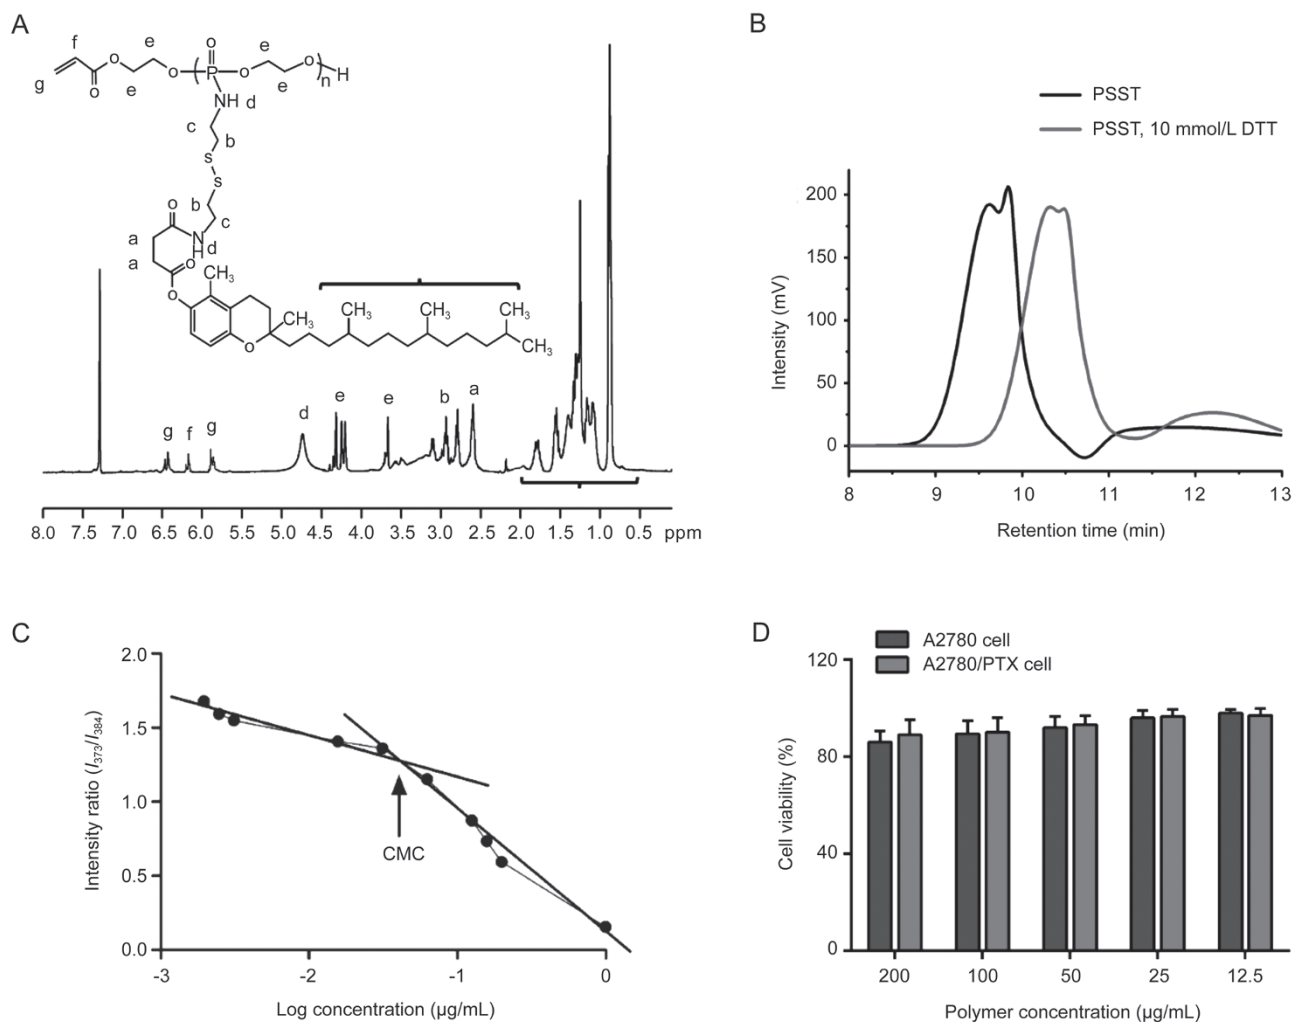 A
f
e
e
O
O
H
g
O
O
P
O
n
e
O
e
NH
d
c
b
S
S
b
O
c
a
N
H
d
a
O
O
CH₃
CH₃
CH₃
CH₃
CH₃
CH₃
O
g
f
g
d
e
e
b
a
8.0 7.5 7.0 6.5 6.0 5.5 5.0 4.5 4.0 3.5 3.0 2.5 2.0 1.5 1.0 0.5 ppm
B
PSST
PSST, 10 mmol/L DTT
Intensity (mV)
200
150
100
50
0
8 9 10 11 12 13
Retention time (min)
C
Intensity ratio (I₃₇₃/I₃₈₄)
2.0
1.5
1.0
0.5
0.0
CMC
-3 -2 -1 0
Log concentration (µg/mL)
D
A2780 cell
A2780/PTX cell
Cell viability (%)
120
80
40
0
200 100 50 25 12.5
Polymer concentration (µg/mL)